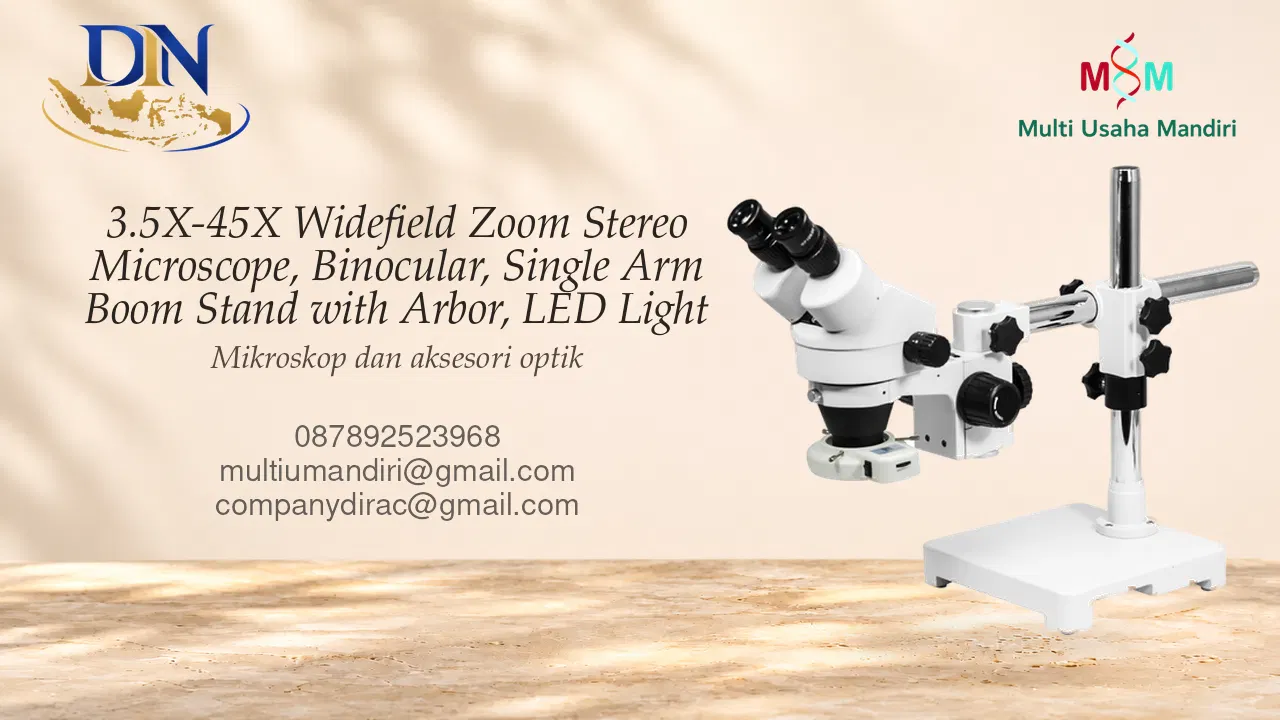 DIN
MSM
Multi Usaha Mandiri
3.5X-45X Widefield Zoom Stereo
Microscope, Binocular, Single Arm
Boom Stand with Arbor, LED Light
Mikroskop dan aksesori optik
087892523968
multiumandiri@gmail.com
companydirac@gmail.com